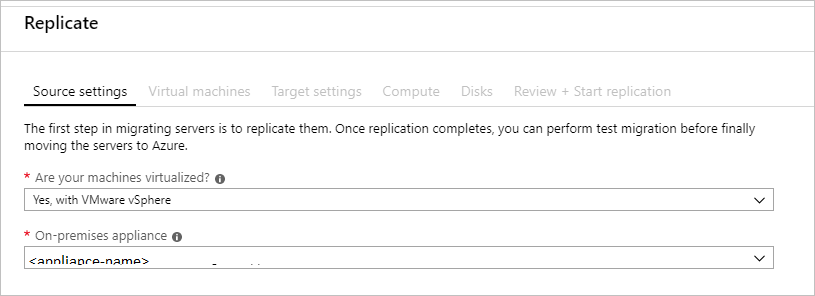 Replicate
Source settings Virtual machines Target settings Compute Disks Review + Start replication
The first step in migrating servers is to replicate them. Once replication completes, you can perform test migration before finally
moving the servers to Azure.
* Are your machines virtualized?
Yes, with VMware vSphere
* On-premises appliance
<appliance-name>